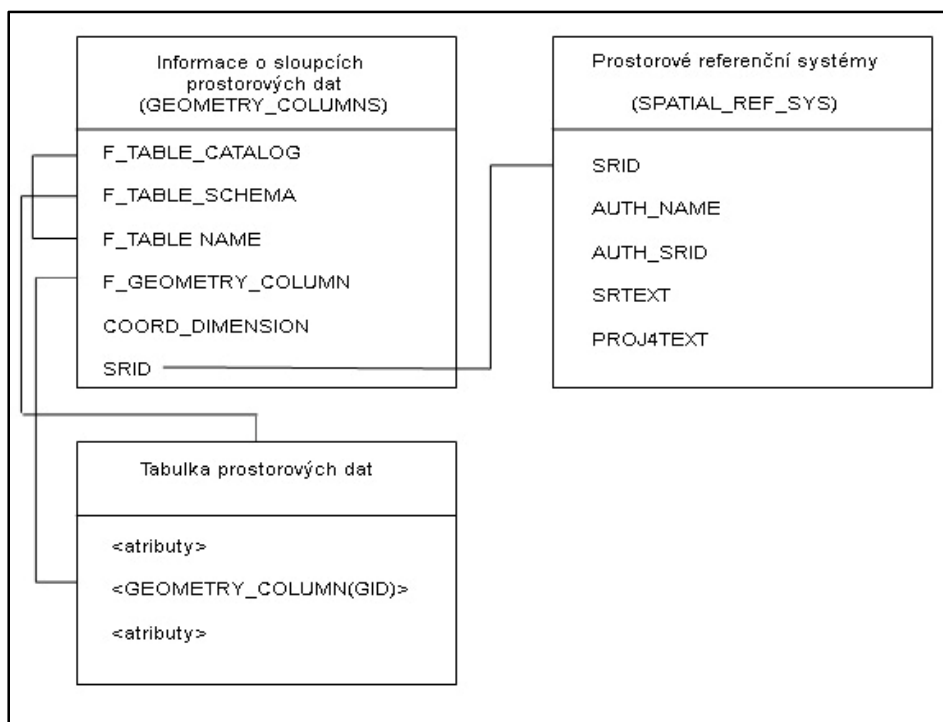 Informace o sloupcích
prostorových dat
(GEOMETRY_COLUMNS)
F_TABLE_CATALOG
F_TABLE_SCHEMA
F_TABLE NAME
F_GEOMETRY_COLUMN
COORD_DIMENSION
SRID
Prostorové referenční systémy
(SPATIAL_REF_SYS)
SRID
AUTH_NAME
AUTH_SRID
SRTEXT
PROJ4TEXT
Tabulka prostorových dat
<atributy>
<GEOMETRY_COLUMN(GID)>
<atributy>